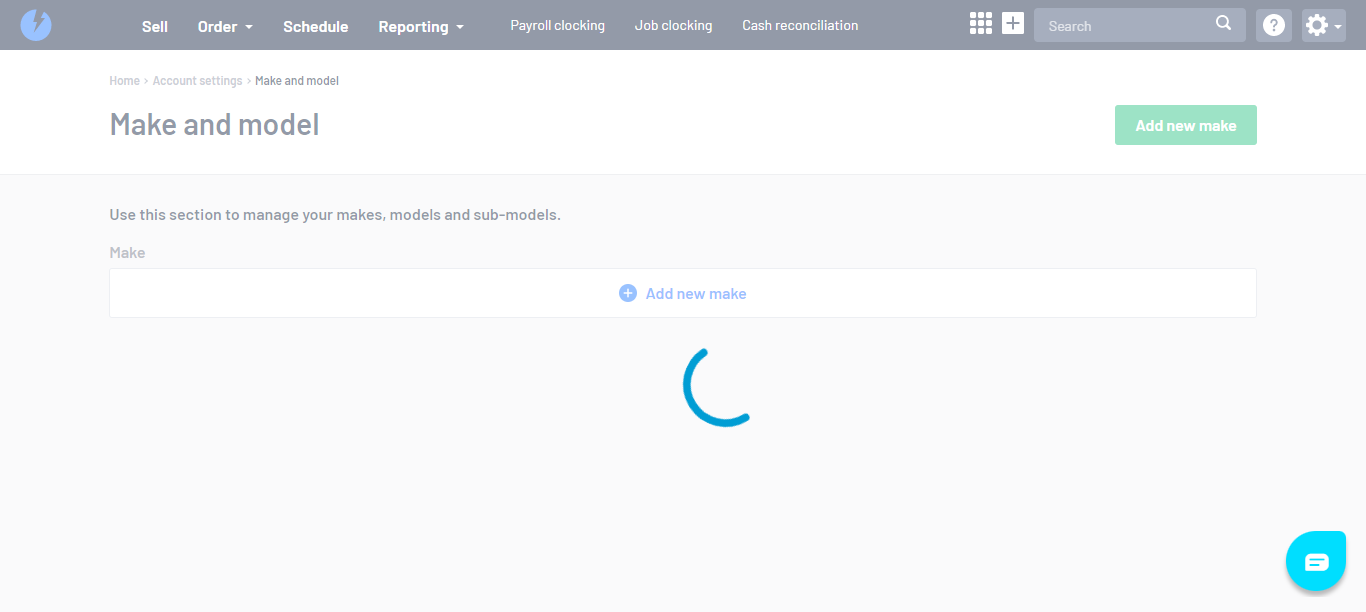 Sell Order Schedule Reporting Payroll clocking Job clocking Cash reconciliation Search
Home › Account settings › Make and model
Make and model
Add new make
Use this section to manage your makes, models and sub-models.
Make
Add new make